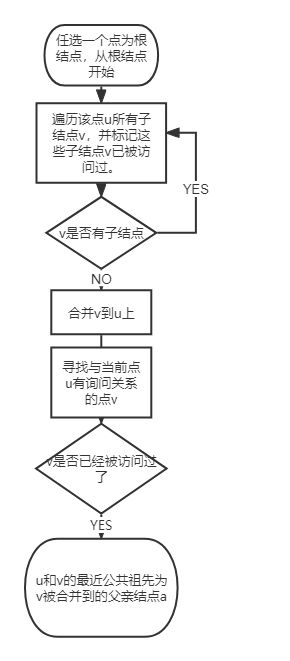 任选一个点为根
结点，从根结点
开始
遍历该点u所有子
结点v，并标记这
些子结点v已被访
问过。
YES
v是否有子结点
NO
合并v到u上
寻找与当前点
u有询问关系
的点v
v是否已经被访问过
了
YES
u和v的最近公共祖先为
v被合并到的父亲结点a